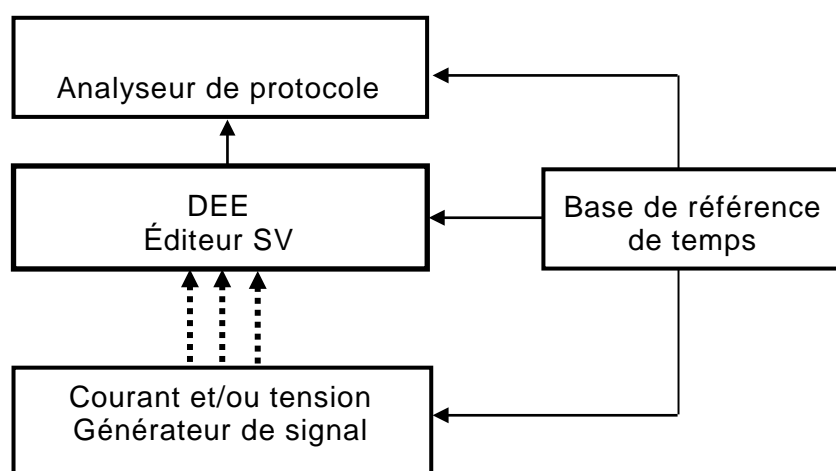 Analyseur de protocole
DEE
Éditeur SV
Base de référence
de temps
Courant et/ou tension
Générateur de signal